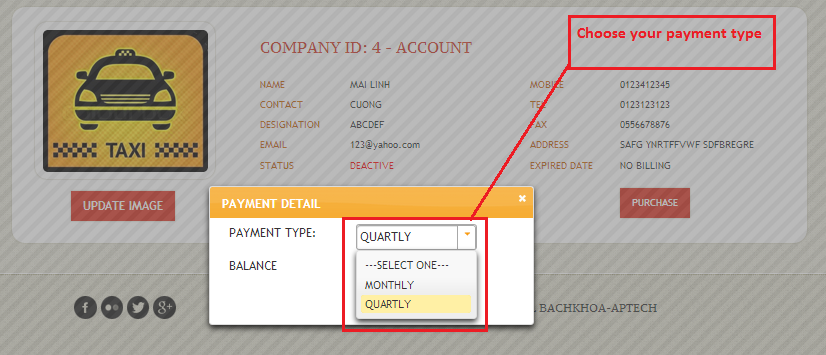 Choose your payment type
COMPANY ID: 4 - ACCOUNT
NAME MAI LINH MOBILE 0123412345
CONTACT CUONG TEL 0123123123
DESIGNATION ABCDEF FAX 0556678876
EMAIL 123@yahoo.com ADDRESS SAFG YNRTFFVWF SDFBREGRE
STATUS DEACTIVE EXPIRED DATE NO BILLING
TAXI
UPDATE IMAGE
PURCHASE
PAYMENT DETAIL
PAYMENT TYPE: QUARTLY
BALANCE
---SELECT ONE---
MONTHLY
QUARTLY
BACHKHOA-APTECH